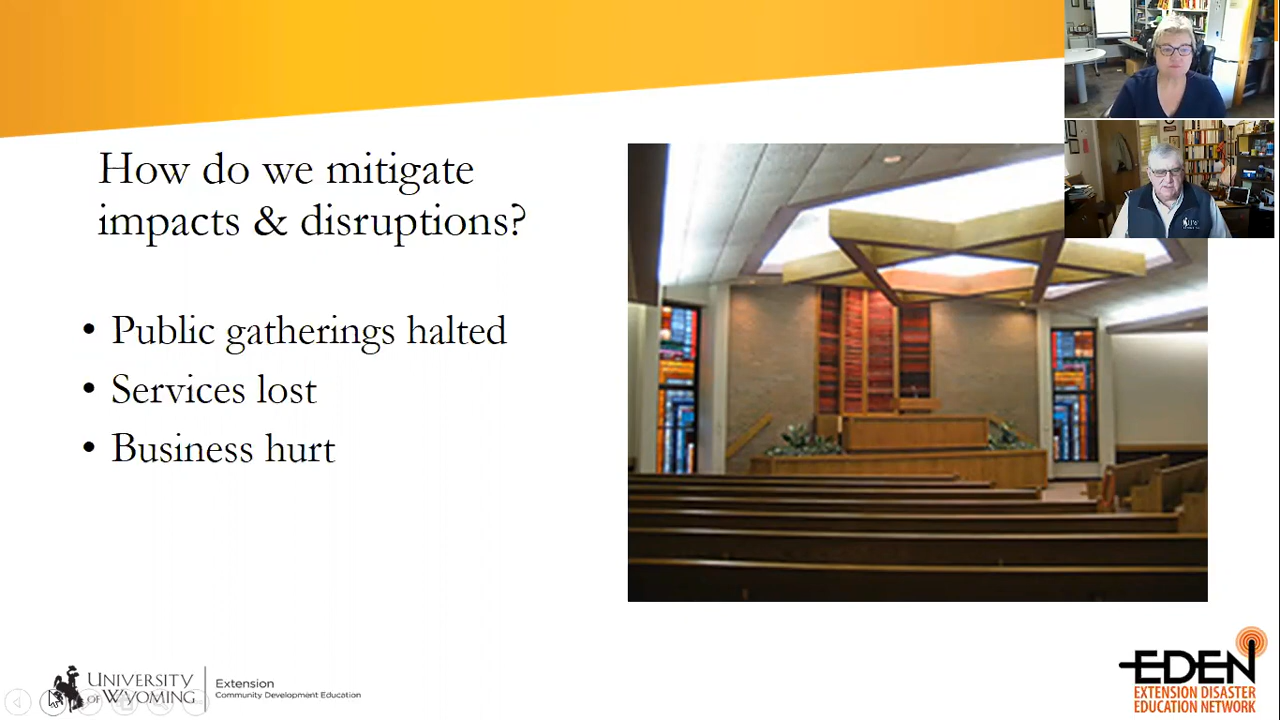 How do we mitigate
impacts & disruptions?
• Public gatherings halted
• Services lost
• Business hurt
UNIVERSITY
OF WYOMING
Extension
Community Development Education
EDEN
EXTENSION DISASTER
EDUCATION NETWORK